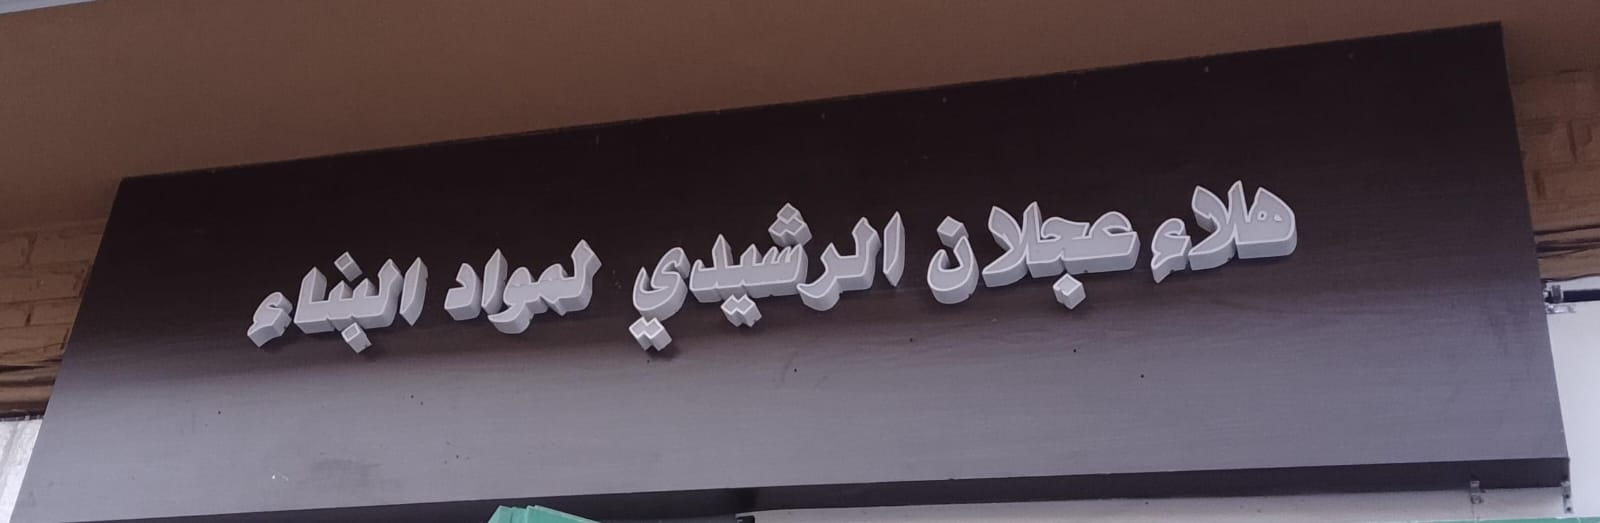 هلاء عجلان الرشيدي لمواد البناء